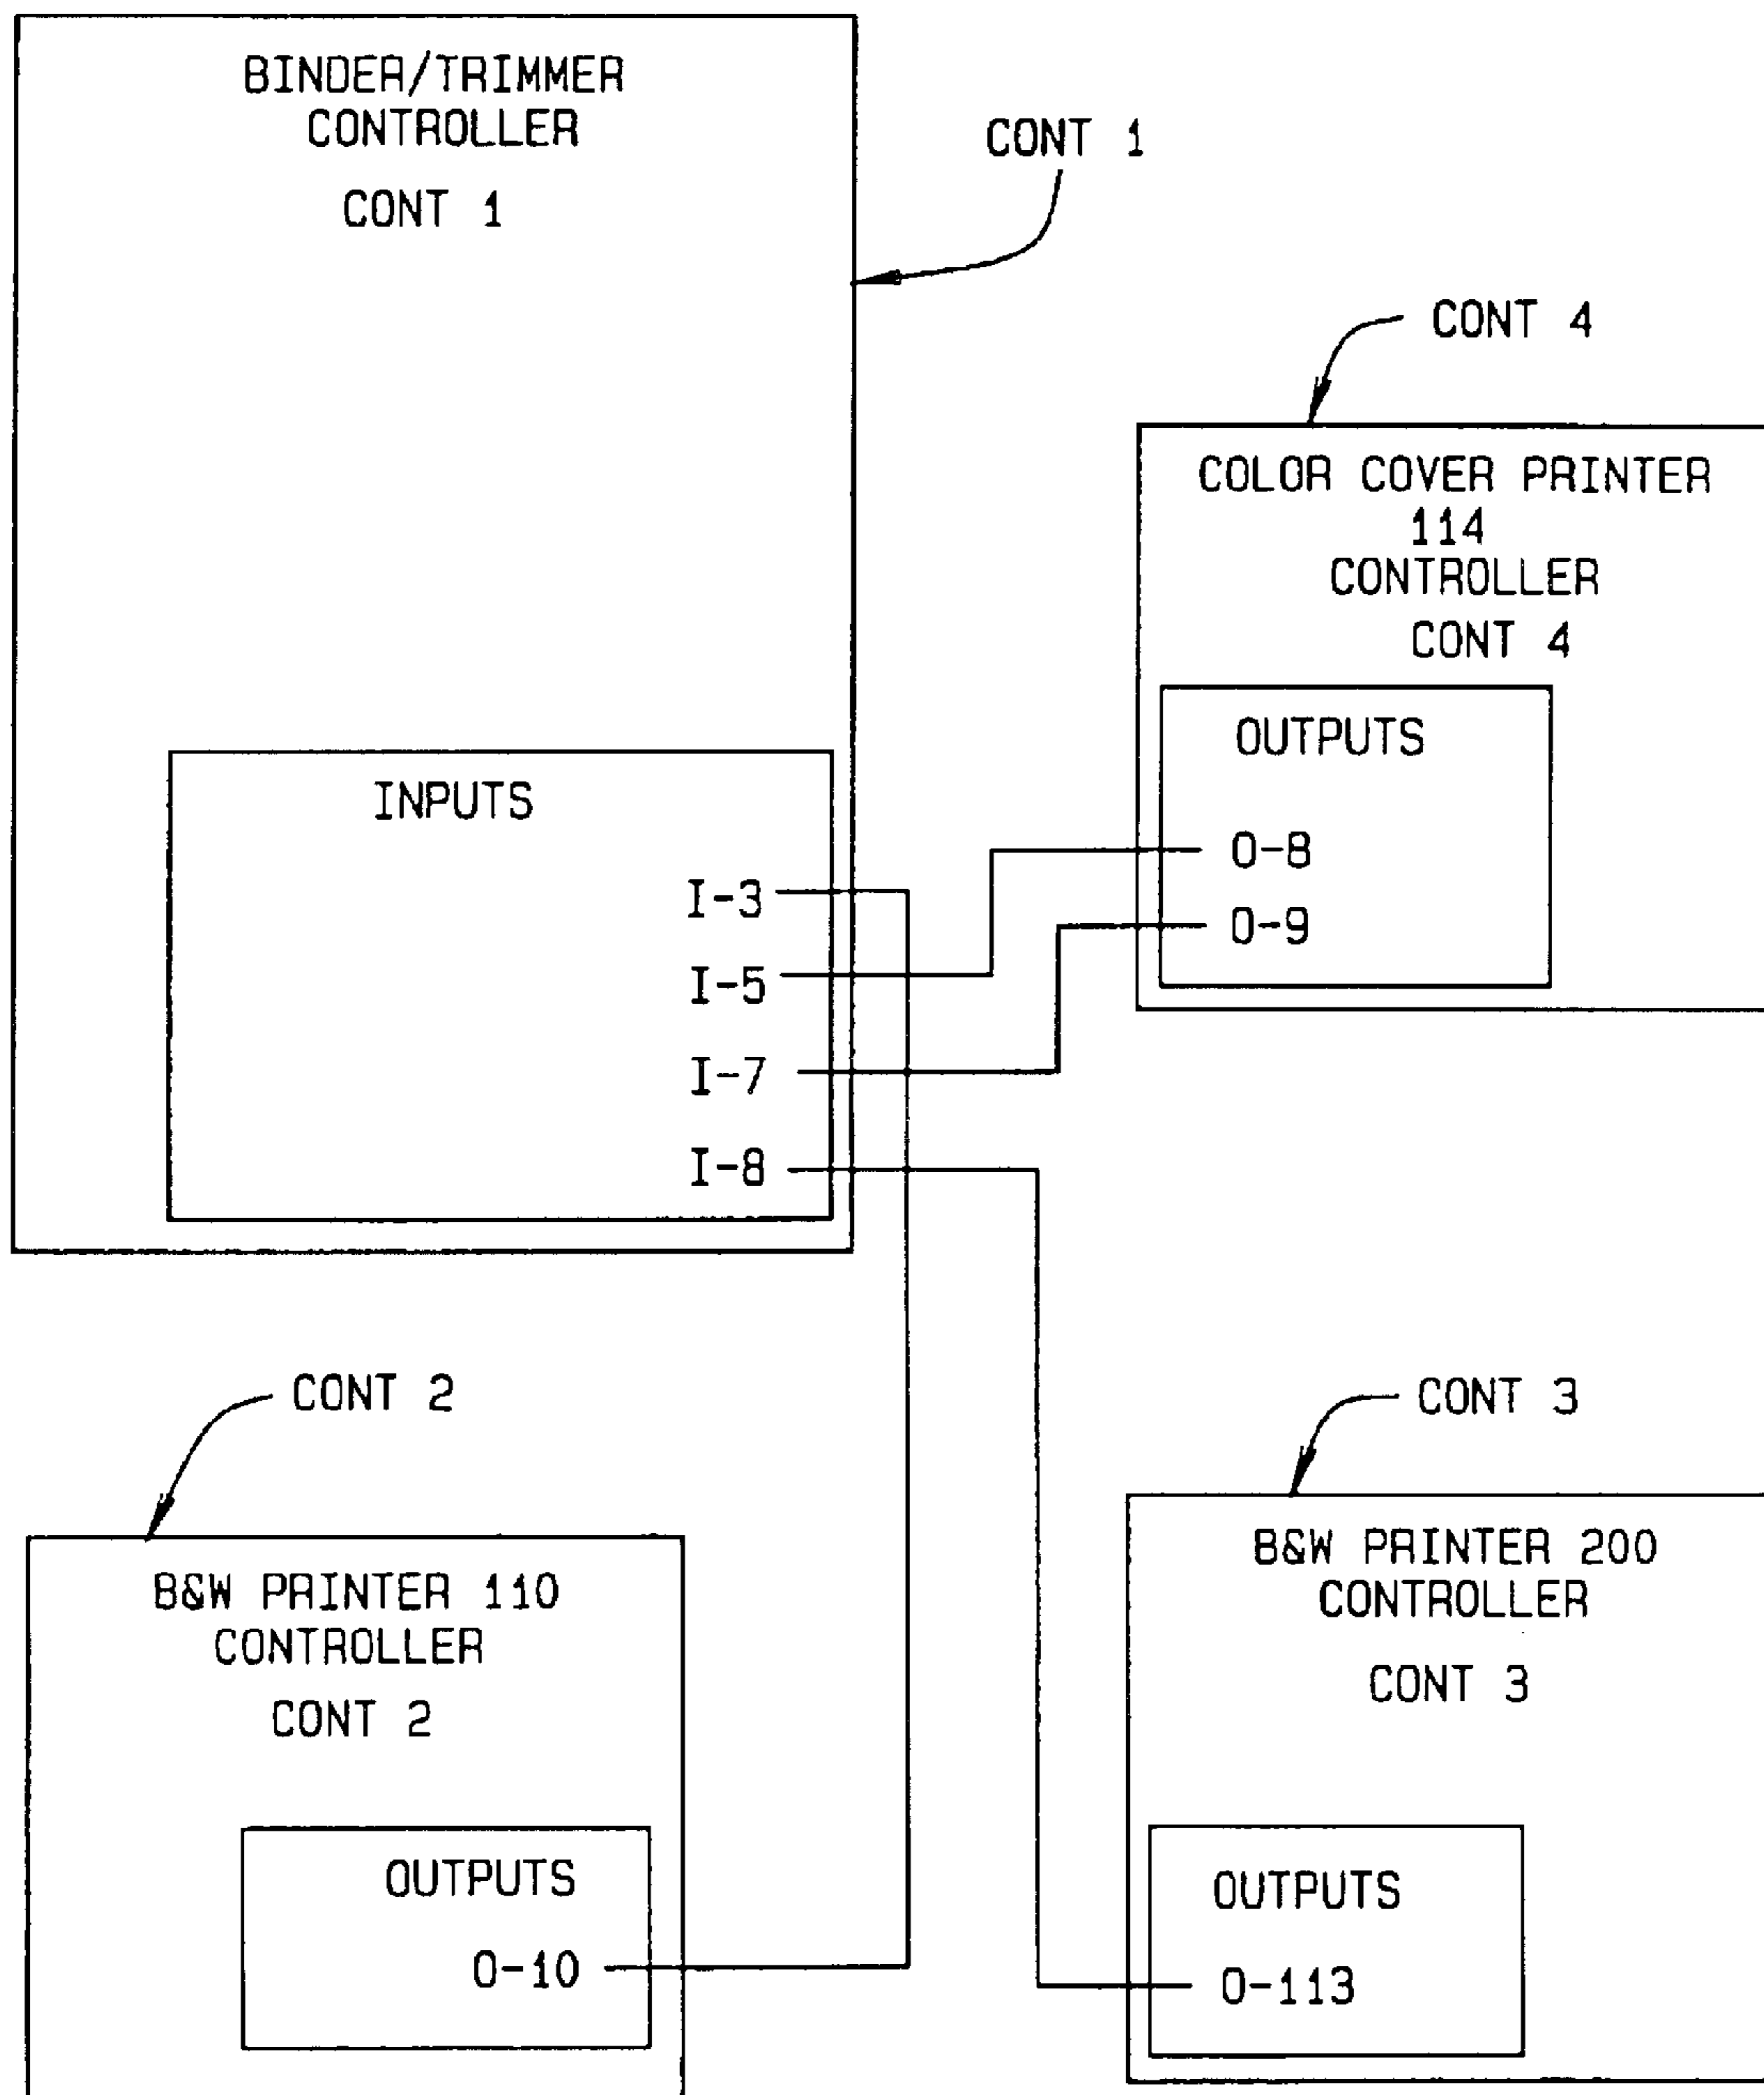 BINDER/TRIMMER
CONTROLLER
CONT 1
CONT 1
CONT 4
COLOR COVER PRINTER
114
CONTROLLER
CONT 4
OUTPUTS
O-8
O-9
INPUTS
I-3
I-5
I-7
I-8
CONT 2
B&W PRINTER 110
CONTROLLER
CONT 2
OUTPUTS
O-10
CONT 3
B&W PRINTER 200
CONTROLLER
CONT 3
OUTPUTS
O-113